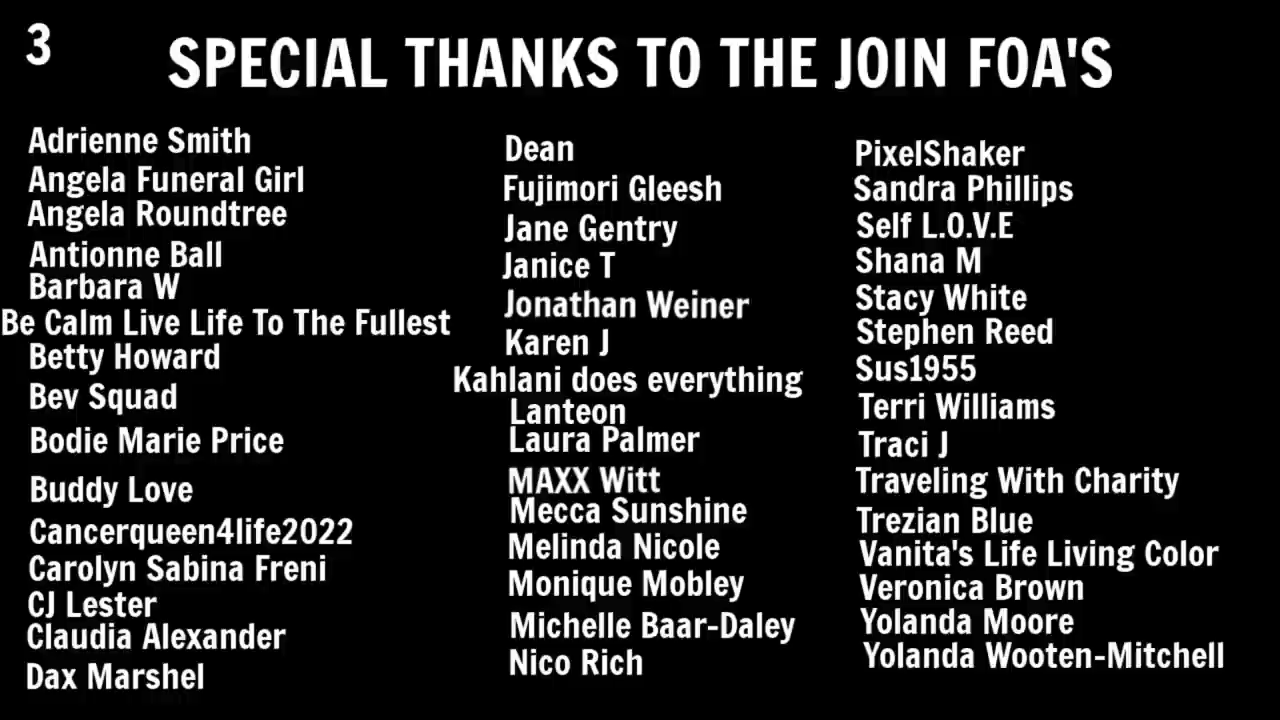 3
SPECIAL THANKS TO THE JOIN FOA'S
Adrienne Smith
Angela Funeral Girl
Angela Roundtree
Antionne Ball
Barbara W
Be Calm Live Life To The Fullest
Betty Howard
Bev Squad
Bodie Marie Price
Buddy Love
Cancerqueen4life2022
Carolyn Sabina Freni
CJ Lester
Claudia Alexander
Dax Marshel
Dean
Fujimori Gleesh
Jane Gentry
Janice T
Jonathan Weiner
Karen J
Kahlani does everything
Lanteon
Laura Palmer
MAXX Witt
Mecca Sunshine
Melinda Nicole
Monique Mobley
Michelle Baar-Daley
Nico Rich
PixelShaker
Sandra Phillips
Self L.O.V.E
Shana M
Stacy White
Stephen Reed
Sus1955
Terri Williams
Traci J
Traveling With Charity
Trezian Blue
Vanita's Life Living Color
Veronica Brown
Yolanda Moore
Yolanda Wooten-Mitchell